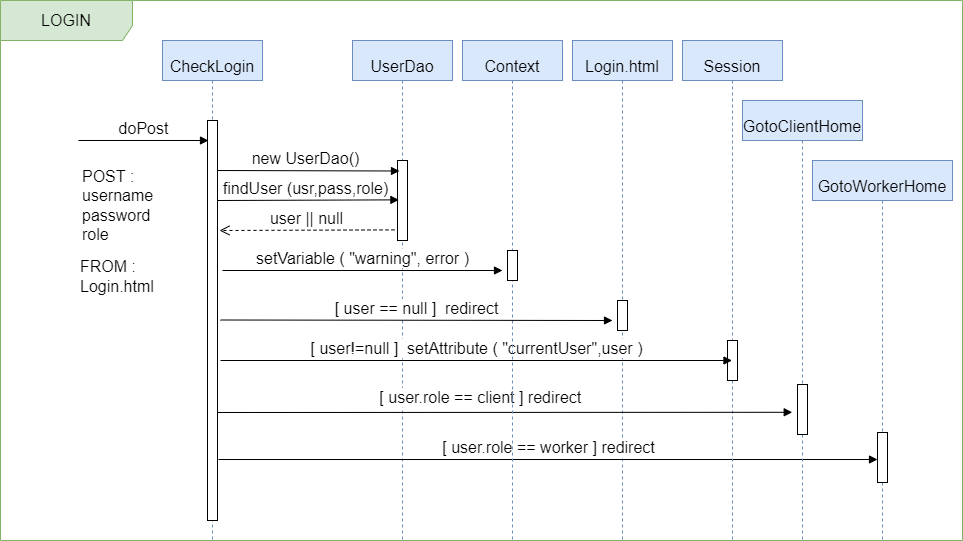 LOGIN
CheckLogin
UserDao
Context
Login.html
Session
GotoClientHome
GotoWorkerHome
doPost
POST :
username
password
role
FROM :
Login.html
new UserDao()
findUser (usr,pass,role)
user || null
setVariable ( "warning", error )
[ user == null ] redirect
[ user!=null ] setAttribute ( "currentUser",user )
[ user.role == client ] redirect
[ user.role == worker ] redirect